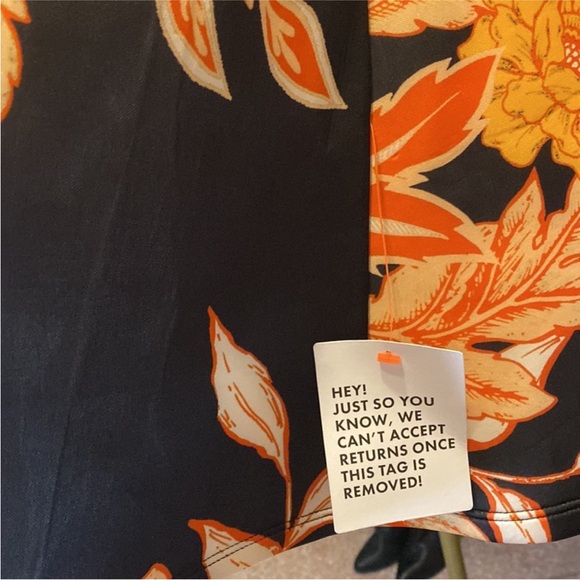 HEY!
JUST SO YOU
KNOW, WE
CAN'T ACCEPT
RETURNS ONCE
THIS TAG IS
REMOVED!